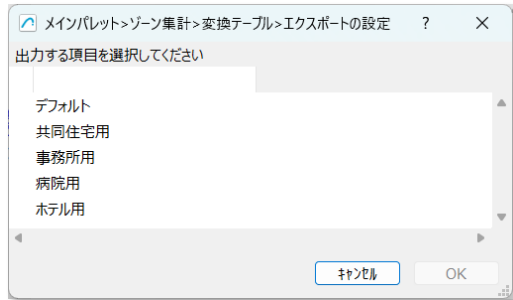 メインパレット>ゾーン集計>変換テーブル>エクスポートの設定 ?
出力する項目を選択してください
デフォルト
共同住宅用
事務所用
病院用
ホテル用
ｷｬﾝｾﾙ OK